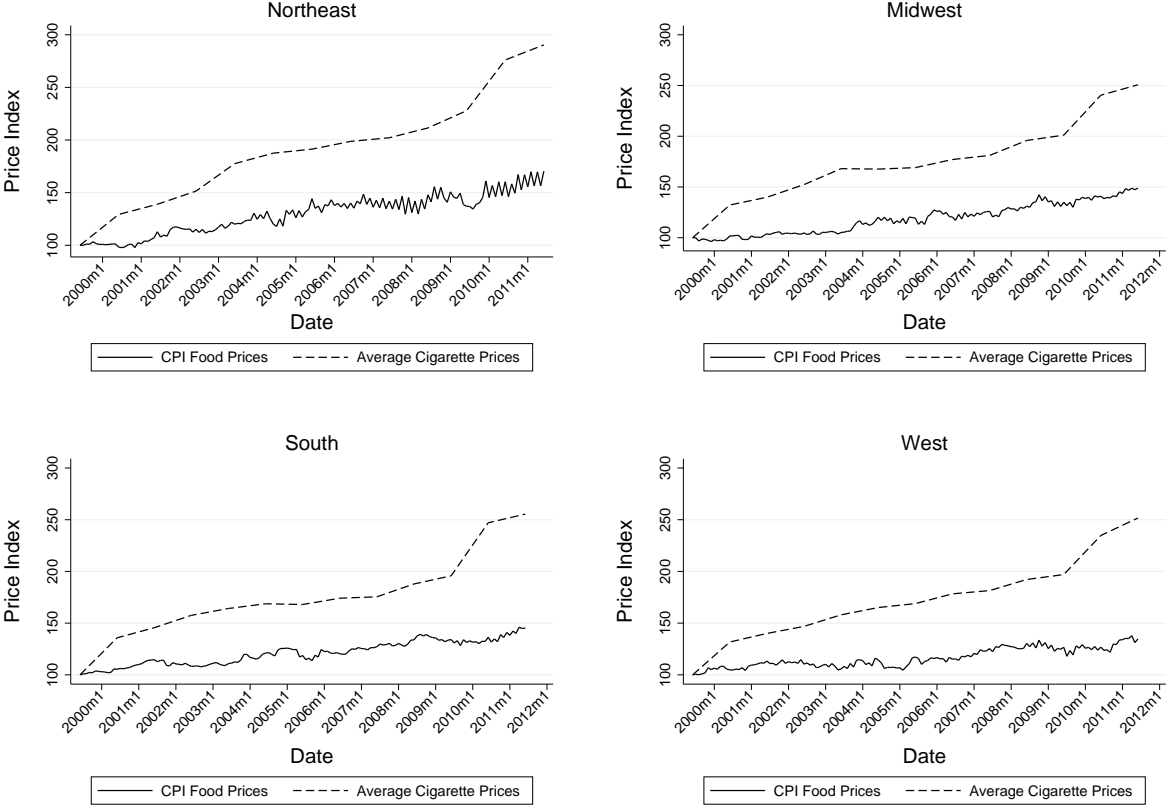 Northeast
Price Index
300
250
200
150
100
2000m1 2001m1 2002m1 2003m1 2004m1 2005m1 2006m1 2007m1 2008m1 2009m1 2010m1 2011m1
Date
CPI Food Prices Average Cigarette Prices
Midwest
Price Index
300
250
200
150
100
2000m1 2001m1 2002m1 2003m1 2004m1 2005m1 2006m1 2007m1 2008m1 2009m1 2010m1 2011m1 2012m1
Date
CPI Food Prices Average Cigarette Prices
South
Price Index
300
250
200
150
100
2000m1 2001m1 2002m1 2003m1 2004m1 2005m1 2006m1 2007m1 2008m1 2009m1 2010m1 2011m1 2012m1
Date
CPI Food Prices Average Cigarette Prices
West
Price Index
300
250
200
150
100
2000m1 2001m1 2002m1 2003m1 2004m1 2005m1 2006m1 2007m1 2008m1 2009m1 2010m1 2011m1 2012m1
Date
CPI Food Prices Average Cigarette Prices